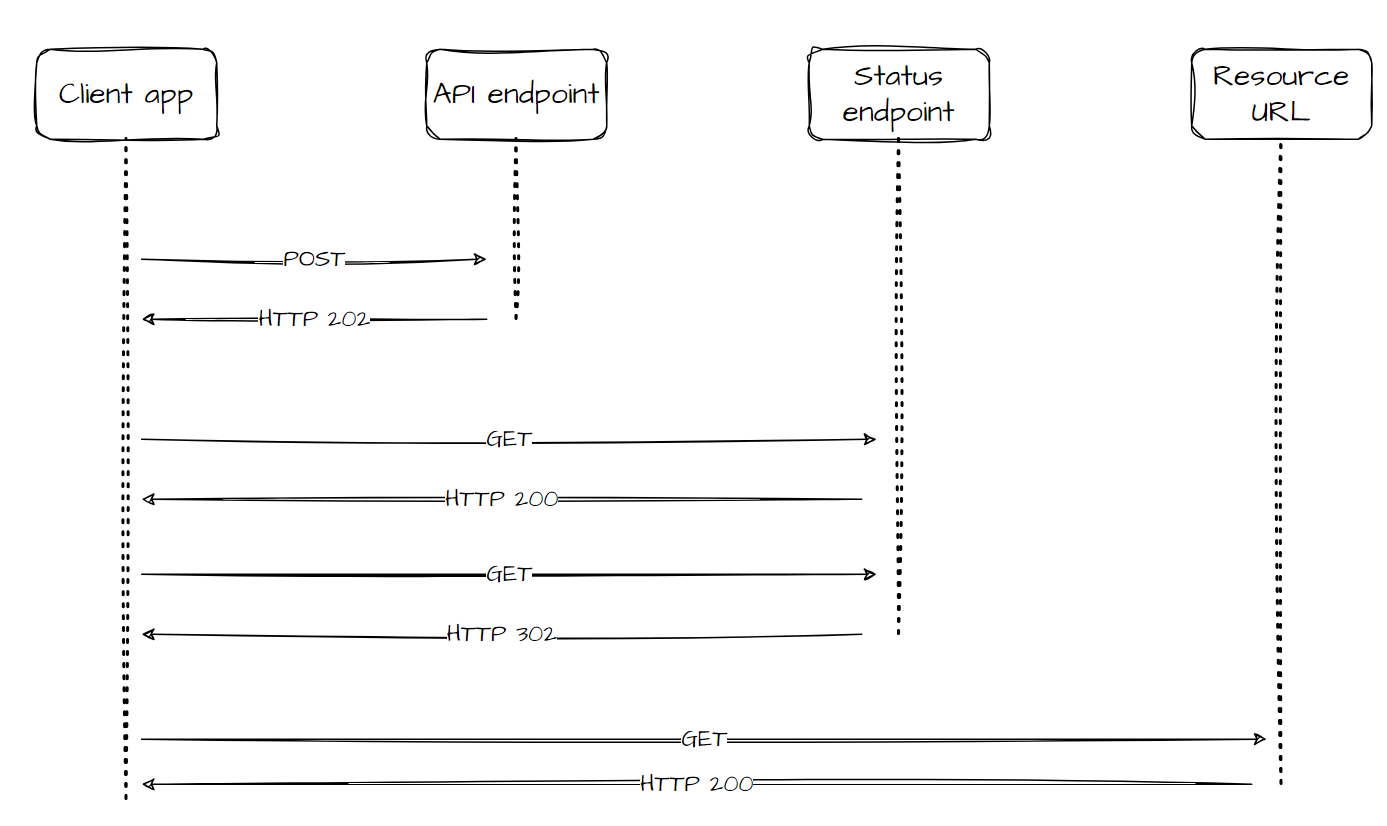 Client app
API endpoint
Status
endpoint
Resource
URL
POST
HTTP 202
GET
HTTP 200
GET
HTTP 302
GET
HTTP 200